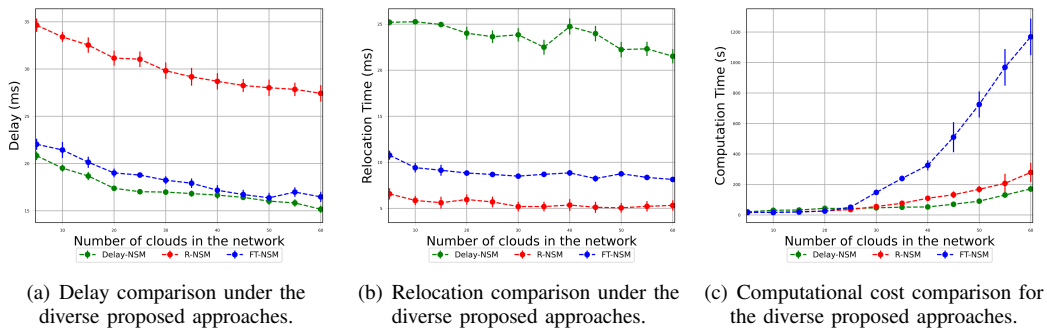 35
30
25
20
15
Delay
(ms)
10 20 30 40 50 60
Number of clouds in the network
Delay-NSM R-NSM FT-NSM
25
20
15
10
5
Relocation Time (ms)
10 20 30 40 50 60
Number of clouds in the network
Delay-NSM R-NSM FT-NSM
1200
1000
800
600
400
200
0
Computation Time (s)
10 20 30 40 50 60
Number of clouds in the network
Delay-NSM R-NSM FT-NSM
(a) Delay comparison under the
diverse proposed approaches.
(b) Relocation comparison under the
diverse proposed approaches.
(c) Computational cost comparison for
the diverse proposed approaches.